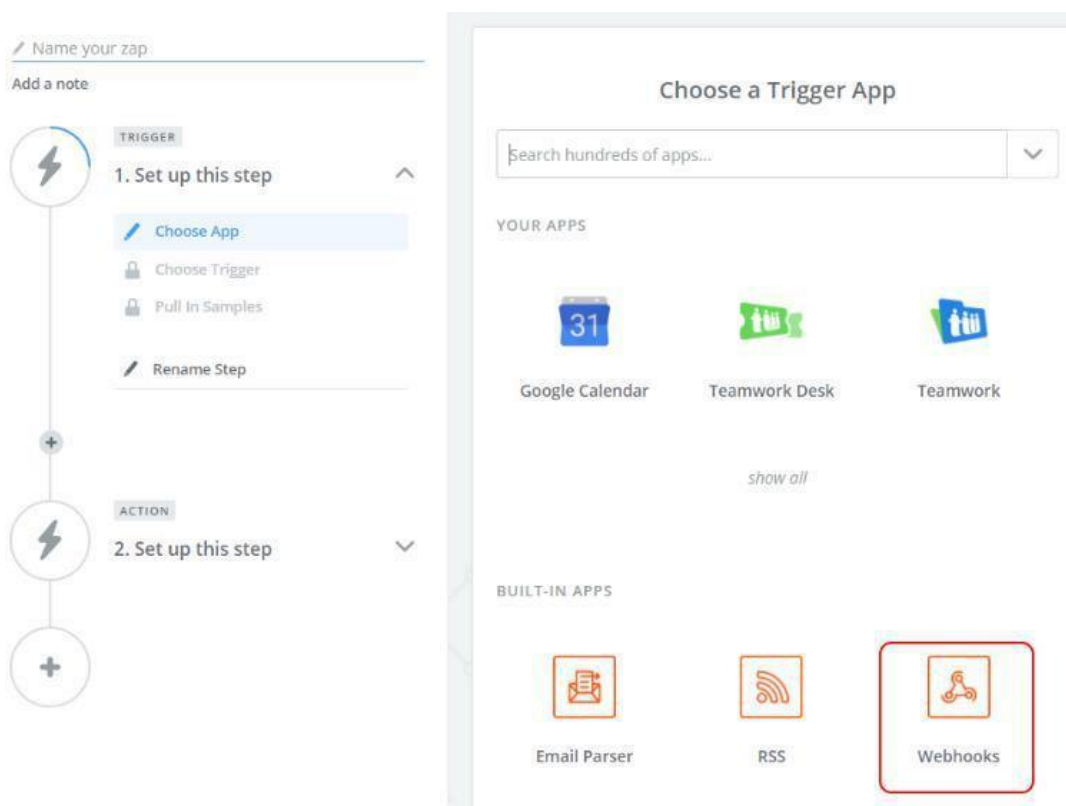 Name your zap
Add a note
TRIGGER
1. Set up this step
Choose App
Choose Trigger
Pull In Samples
Rename Step
ACTION
2. Set up this step
Choose a Trigger App
Search hundreds of apps...
YOUR APPS
31
Google Calendar
Teamwork Desk
Teamwork
show all
BUILT-IN APPS
Email Parser
RSS
Webhooks